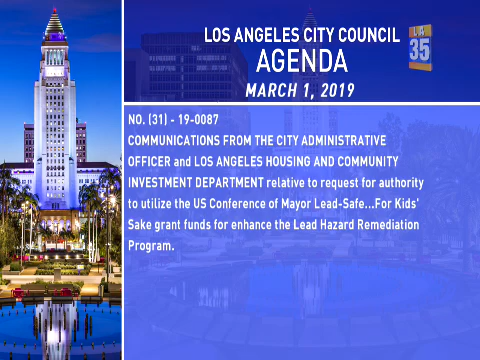 LOS ANGELES CITY COUNCIL
LA
35
AGENDA
MARCH 1, 2019
NO. (31) - 19-0087
COMMUNICATIONS FROM THE CITY ADMINISTRATIVE
OFFICER and LOS ANGELES HOUSING AND COMMUNITY
INVESTMENT DEPARTMENT relative to request for authority
to utilize the US Conference of Mayor Lead-Safe...For Kids'
Sake grant funds for enhance the Lead Hazard Remediation
Program.